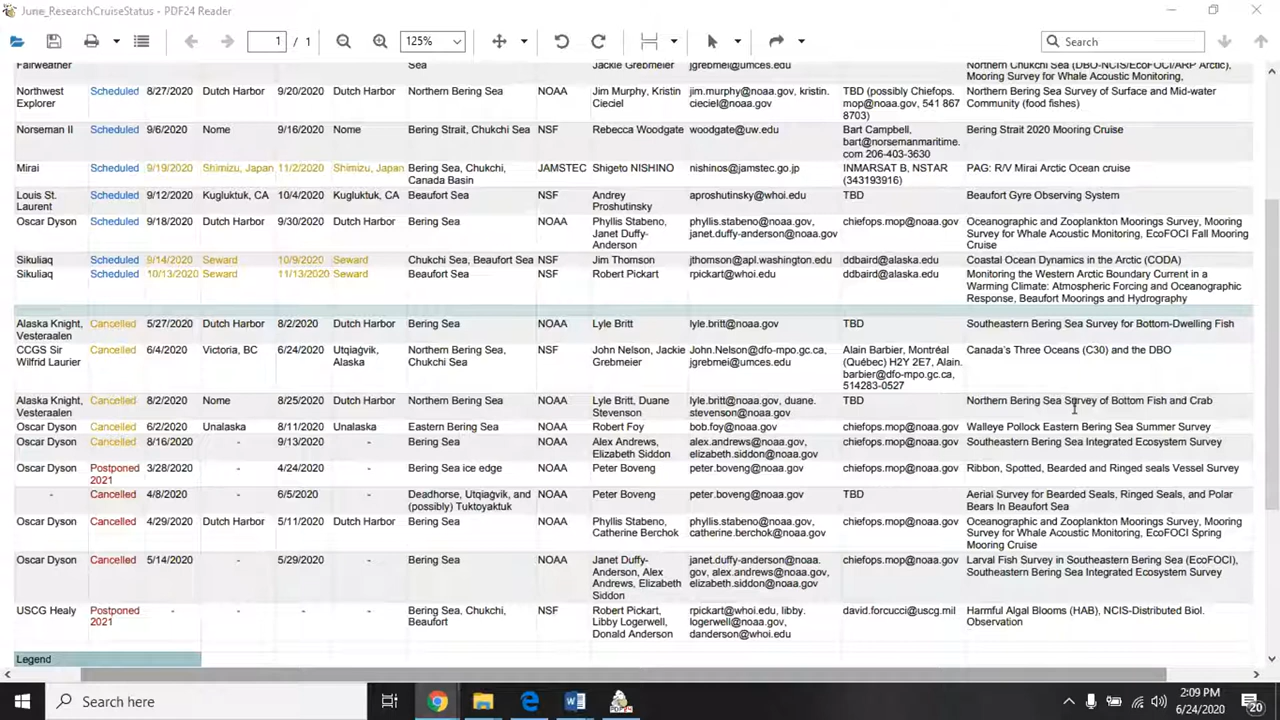 June_ResearchCruiseStatus - PDF24 Reader
1 / 1 125% Search
Fairweather Sea Jackie Grebmeier jgrebmei@umces.edu Northern Chukchi Sea (DBO-NCIS/EcoFOCI/ARP Arctic),
Mooring Survey for Whale Acoustic Monitoring,
Northwest Scheduled 8/27/2020 Dutch Harbor 9/20/2020 Dutch Harbor Northern Bering Sea NOAA Jim Murphy, Kristin jim.murphy@noaa.gov, kristin. TBD (possibly Chiefops. Northern Bering Sea Survey of Surface and Mid-water
Explorer Cieciel cieciel@noaa.gov mop@noaa.gov, 541 867 Community (food fishes)
8703)
Norseman II Scheduled 9/6/2020 Nome 9/16/2020 Nome Bering Strait, Chukchi Sea NSF Rebecca Woodgate woodgate@uw.edu Bart Campbell, Bering Strait 2020 Mooring Cruise
bart@norsemanmaritime.
com 206-403-3630
Mirai Scheduled 9/19/2020 Shimizu, Japan 11/2/2020 Shimizu, Japan Bering Sea, Chukchi, JAMSTEC Shigeto NISHINO nishinos@jamstec.go.jp INMARSAT B, NSTAR PAG: R/V Mirai Arctic Ocean cruise
Canada Basin (343193916)
Louis St. Scheduled 9/12/2020 Kugluktuk, CA 10/4/2020 Kugluktuk, CA Beaufort Sea NSF Andrey aproshutinsky@whoi.edu TBD Beaufort Gyre Observing System
Laurent Proshutinsky
Oscar Dyson Scheduled 9/18/2020 Dutch Harbor 9/30/2020 Dutch Harbor Bering Sea NOAA Phyllis Stabeno, phyllis.stabeno@noaa.gov, chiefops.mop@noaa.gov Oceanographic and Zooplankton Moorings Survey, Mooring
Janet Duffy- janet.duffy-anderson@noaa.gov Survey for Whale Acoustic Monitoring, EcoFOCI Fall Mooring
Anderson Cruise
Sikuliaq Scheduled 9/14/2020 Seward 10/9/2020 Seward Chukchi Sea, Beaufort Sea NSF Jim Thomson jthomson@apl.washington.edu ddbaird@alaska.edu Coastal Ocean Dynamics in the Arctic (CODA)
Sikuliaq Scheduled 10/13/2020 Seward 11/13/2020 Seward Beaufort Sea NSF Robert Pickart rpickart@whoi.edu ddbaird@alaska.edu Monitoring the Western Arctic Boundary Current in a
Warming Climate: Atmospheric Forcing and Oceanographic
Response, Beaufort Moorings and Hydrography
Alaska Knight, Cancelled 5/27/2020 Dutch Harbor 8/2/2020 Dutch Harbor Bering Sea NOAA Lyle Britt lyle.britt@noaa.gov TBD Southeastern Bering Sea Survey for Bottom-Dwelling Fish
Vesteraalen
CCGS Sir Cancelled 6/4/2020 Victoria, BC 6/24/2020 Utqiaġvik, Northern Bering Sea, NSF John Nelson, Jackie John.Nelson@dfo-mpo.gc.ca, Alain Barbier, Montréal Canada's Three Oceans (C30) and the DBO
Wilfrid Laurier Alaska Chukchi Sea Grebmeier jgrebmei@umces.edu (Québec) H2Y 2E7, Alain.
barbier@dfo-mpo.gc.ca,
514283-0527
Alaska Knight, Cancelled 8/2/2020 Nome 8/25/2020 Dutch Harbor Northern Bering Sea NOAA Lyle Britt, Duane lyle.britt@noaa.gov, duane. TBD Northern Bering Sea Survey of Bottom Fish and Crab
Vesteraalen Stevenson stevenson@noaa.gov
Oscar Dyson Cancelled 6/2/2020 Unalaska 8/11/2020 Unalaska Eastern Bering Sea NOAA Robert Foy bob.foy@noaa.gov chiefops.mop@noaa.gov Walleye Pollock Eastern Bering Sea Summer Survey
Oscar Dyson Cancelled 8/16/2020 - 9/13/2020 - Bering Sea NOAA Alex Andrews, alex.andrews@noaa.gov, chiefops.mop@noaa.gov Southeastern Bering Sea Integrated Ecosystem Survey
Elizabeth Siddon elizabeth.siddon@noaa.gov
Oscar Dyson Postponed 3/28/2020 - 4/24/2020 - Bering Sea ice edge NOAA Peter Boveng peter.boveng@noaa.gov chiefops.mop@noaa.gov Ribbon, Spotted, Bearded and Ringed seals Vessel Survey
2021
- Cancelled 4/8/2020 - 6/5/2020 - Deadhorse, Utqiaġvik, and NOAA Peter Boveng peter.boveng@noaa.gov TBD Aerial Survey for Bearded Seals, Ringed Seals, and Polar
(possibly) Tuktoyaktuk Bears In Beaufort Sea
Oscar Dyson Cancelled 4/29/2020 Dutch Harbor 5/11/2020 Dutch Harbor Bering Sea NOAA Phyllis Stabeno, phyllis.stabeno@noaa.gov, chiefops.mop@noaa.gov Oceanographic and Zooplankton Moorings Survey, Mooring
Catherine Berchok catherine.berchok@noaa.gov Survey for Whale Acoustic Monitoring, EcoFOCI Spring
Mooring Cruise
Oscar Dyson Cancelled 5/14/2020 - 5/29/2020 - Bering Sea NOAA Janet Duffy- janet.duffy-anderson@noaa. chiefops.mop@noaa.gov Larval Fish Survey in Southeastern Bering Sea (EcoFOCI),
Anderson, Alex gov, alex.andrews@noaa.gov, Southeastern Bering Sea Integrated Ecosystem Survey
Andrews, Elizabeth elizabeth.siddon@noaa.gov
Siddon
USCG Healy Postponed - - - - Bering Sea, Chukchi, NSF Robert Pickart, rpickart@whoi.edu, libby. david.forcucci@uscg.mil Harmful Algal Blooms (HAB), NCIS-Distributed Biol.
2021 Beaufort Libby Logerwell, logerwell@noaa.gov, Observation
Donald Anderson danderson@whoi.edu
Legend
Search here
2:09 PM
6/24/2020
20